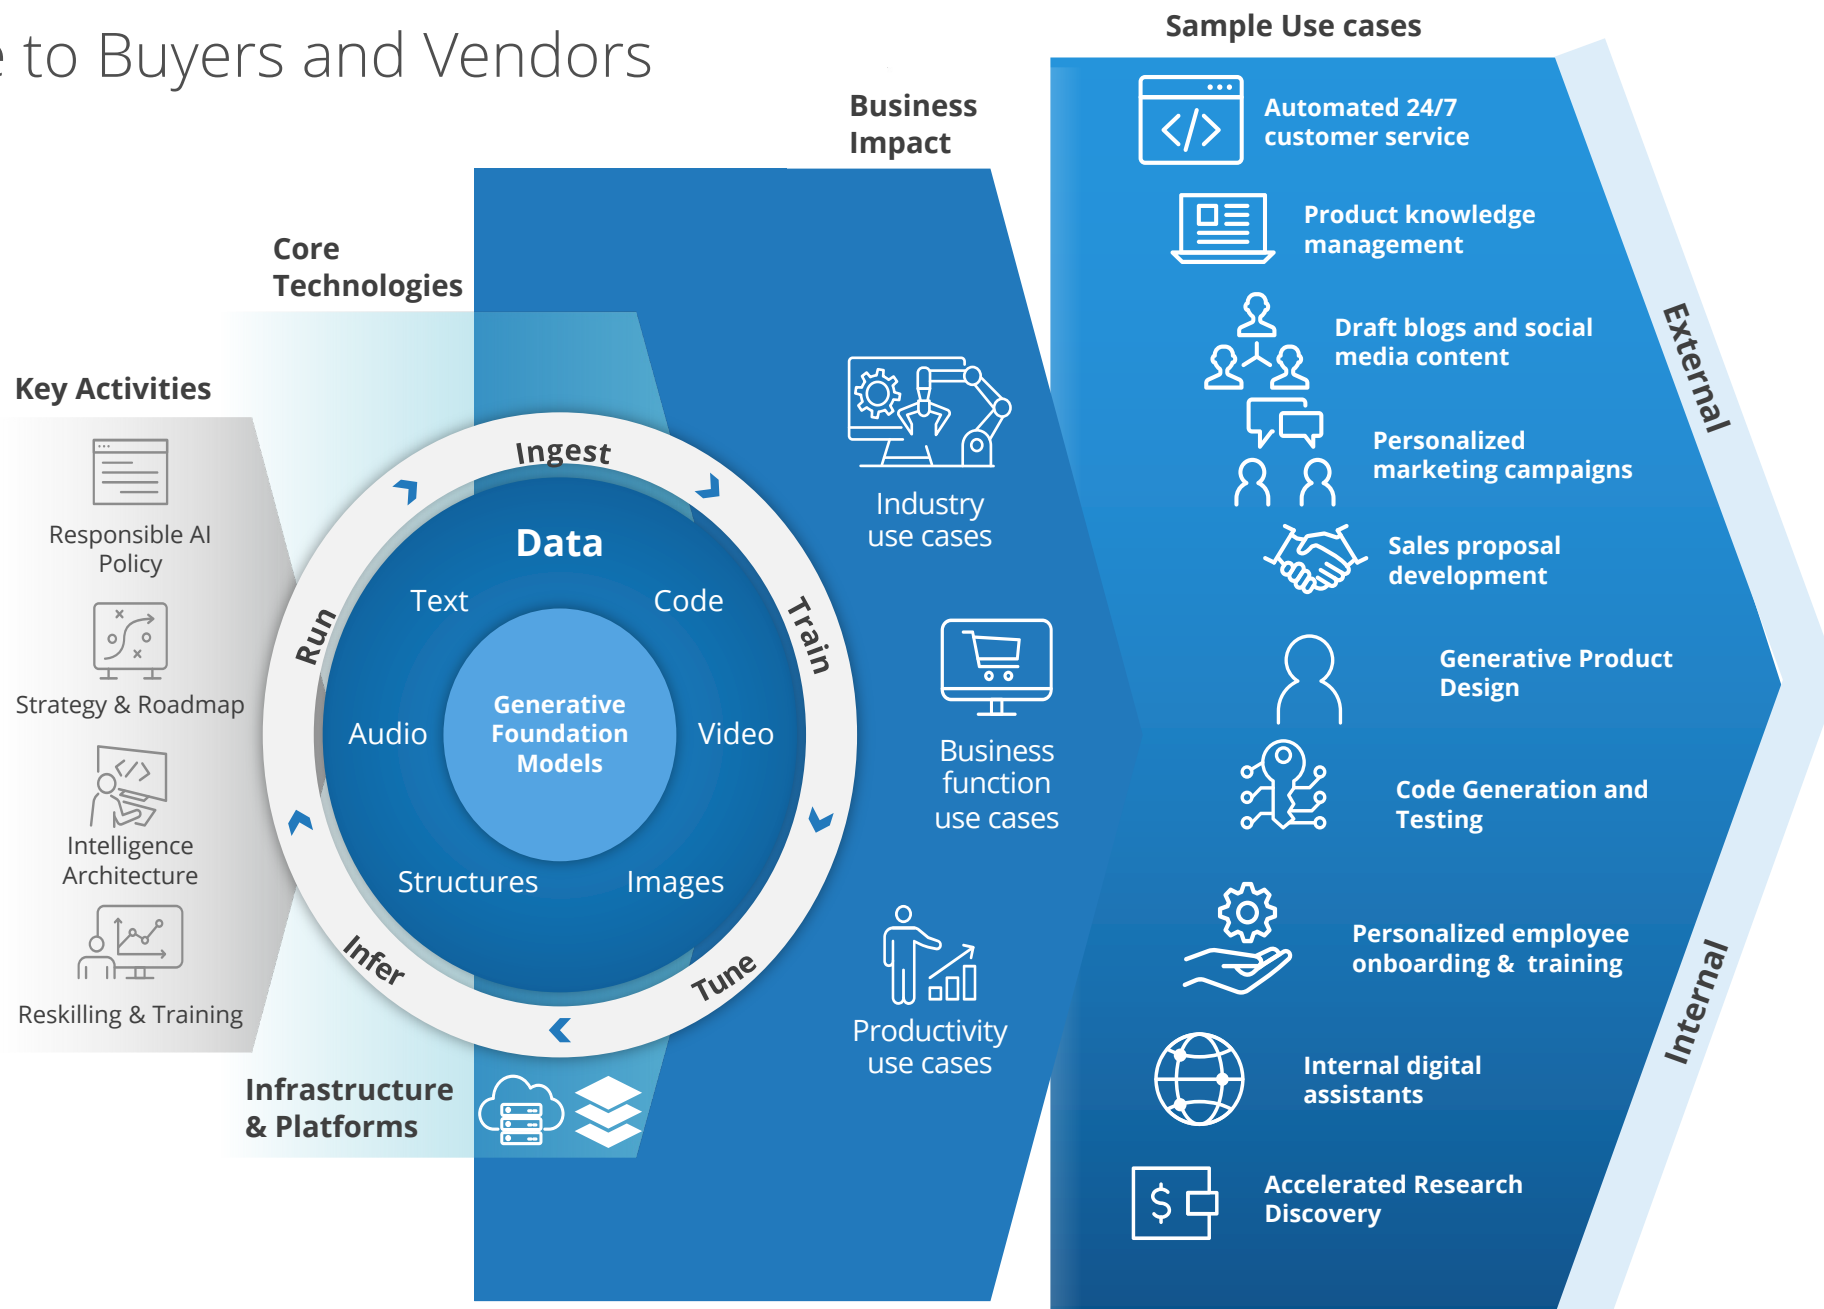 e to Buyers and Vendors
Key Activities
Responsible AI
Policy
Strategy & Roadmap
Intelligence
Architecture
Reskilling & Training
Core
Technologies
Ingest
Train
Tune
Infer
Run
Data
Text
Code
Audio
Video
Structures
Images
Generative
Foundation
Models
Infrastructure
& Platforms
Business
Impact
Industry
use cases
Business
function
use cases
Productivity
use cases
Sample Use cases
Automated 24/7
customer service
Product knowledge
management
Draft blogs and social
media content
Personalized
marketing campaigns
Sales proposal
development
Generative Product
Design
Code Generation and
Testing
Personalized employee
onboarding & training
Internal digital
assistants
Accelerated Research
Discovery
External
Internal